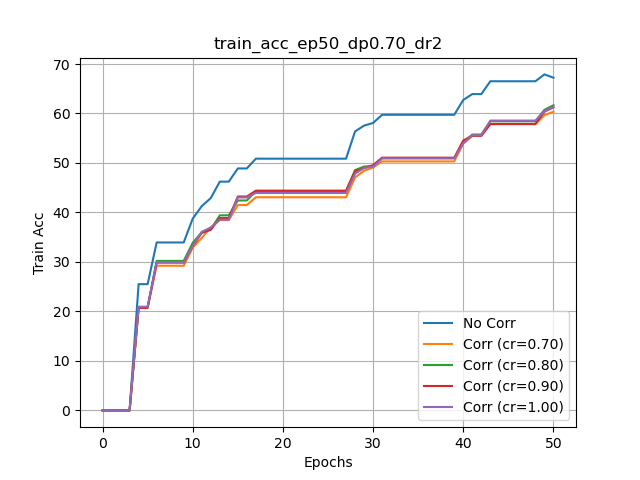 train_acc_ep50_dp0.70_dr2
70
60
50
40
30
20
10
0
Train Acc
0 10 20 30 40 50
Epochs
No Corr
Corr (cr=0.70)
Corr (cr=0.80)
Corr (cr=0.90)
Corr (cr=1.00)